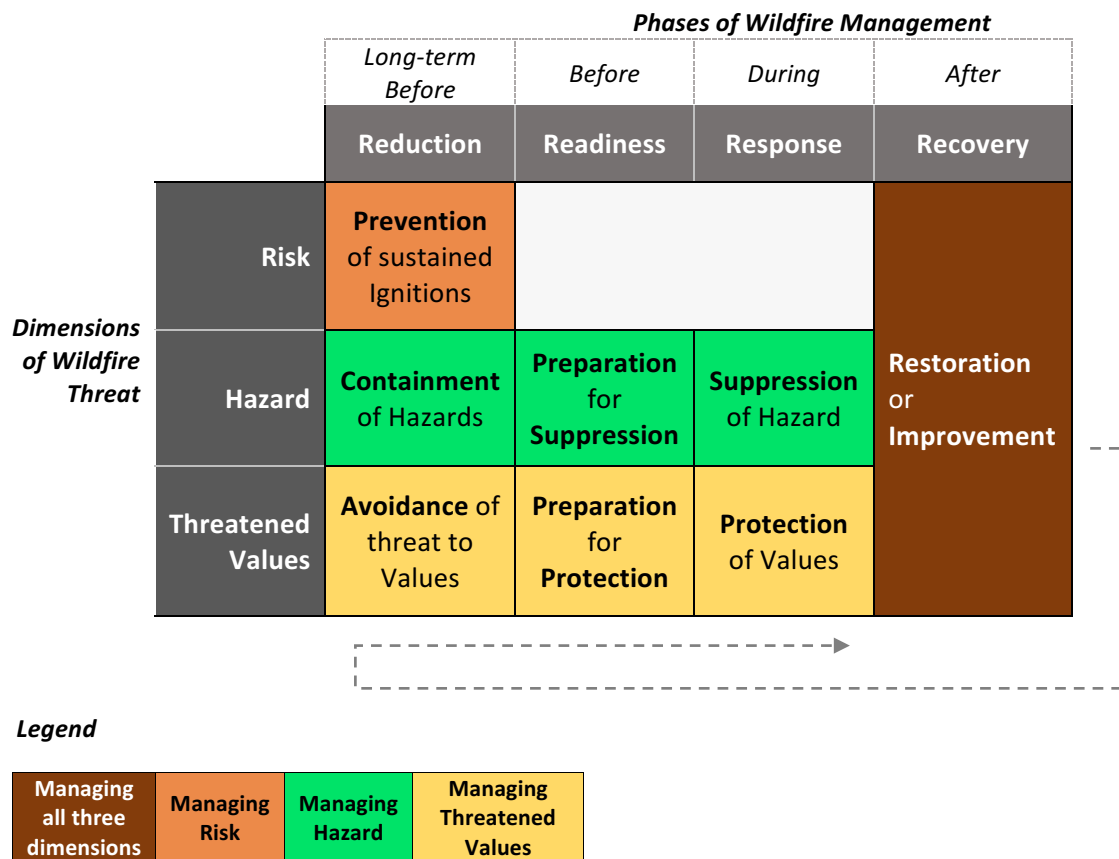 Phases of Wildfire Management
Long-term
Before
Before
During
After
Reduction
Readiness
Response
Recovery
Dimensions
of Wildfire
Threat
Risk
Prevention
of sustained
Ignitions
Hazard
Containment
of Hazards
Preparation
for
Suppression
Suppression
of Hazard
Restoration
or
Improvement
Threatened
Values
Avoidance of
threat to
Values
Preparation
for
Protection
Protection
of Values
Legend
Managing
all three
dimensions
Managing
Risk
Managing
Hazard
Managing
Threatened
Values